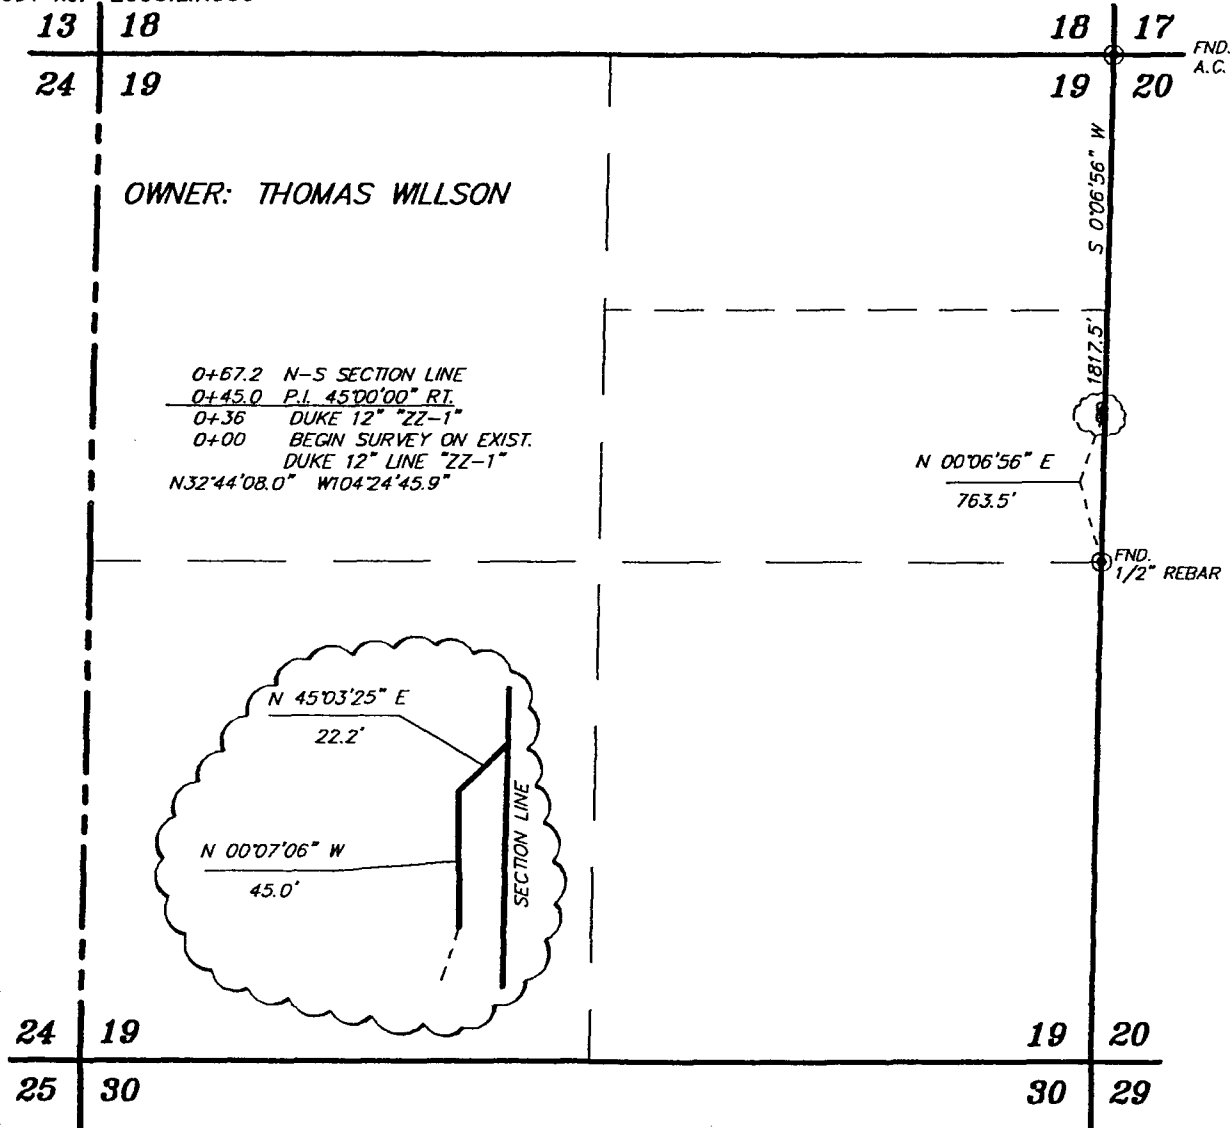 13 18
18 17
FND.
A.C.
24 19
19 20
S 0°06'56" W
OWNER: THOMAS WILLSON
1817.5'
0+67.2 N-S SECTION LINE
0+45.0 P.I. 45°00'00" RT.
0+36 DUKE 12" "ZZ-1"
0+00 BEGIN SURVEY ON EXIST.
DUKE 12" LINE "ZZ-1"
N32°44'08.0" W104°24'45.9"
N 00°06'56" E
763.5'
FND.
1/2" REBAR
N 45°03'25" E
22.2'
SECTION LINE
N 00°07'06" W
45.0'
24 19
19 20
25 30
30 29